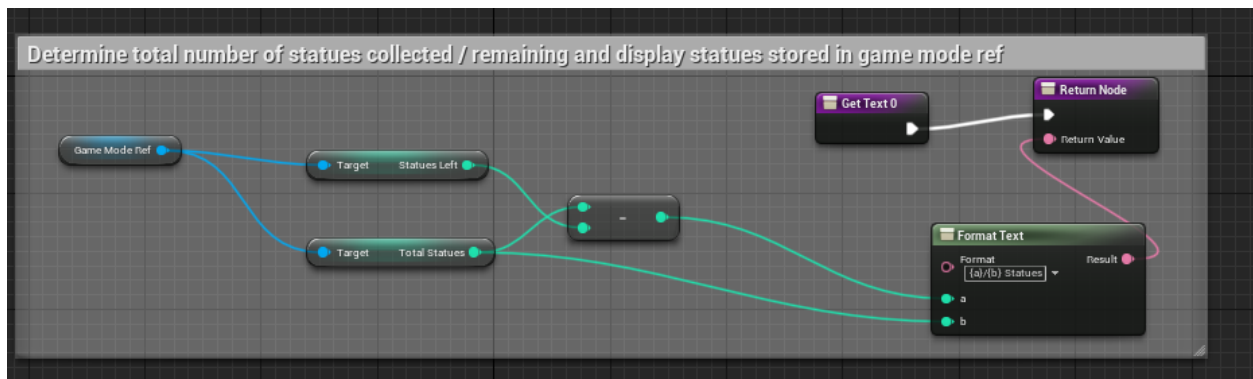 Determine total number of statues collected / remaining and display statues stored in game mode ref
Get Text 0
Return Node
Return Value
Game Mode Ref
Target Statues Left
-
Target Total Statues
Format Text
Format Result
{a}/{b} Statues
a
b